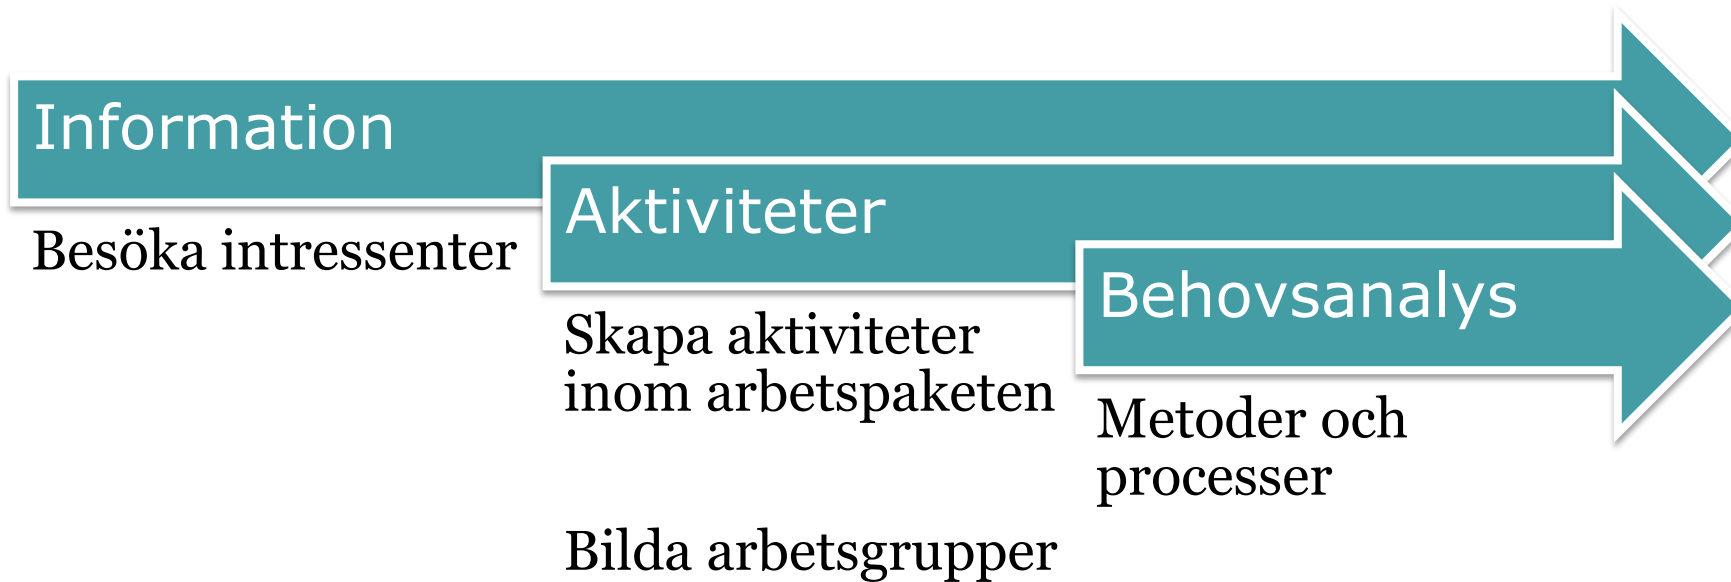 Information
Besöka intressenter
Aktiviteter
Skapa aktiviteter
inom arbetspaketen
Bilda arbetsgrupper
Behovsanalys
Metoder och
processer